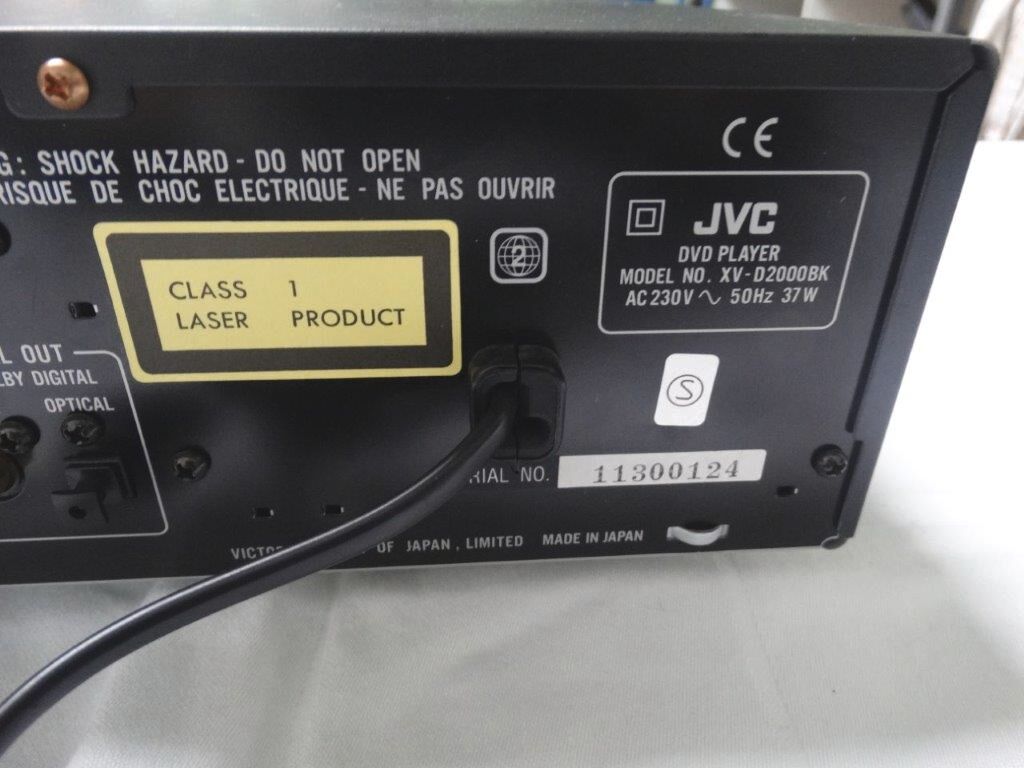 G: SHOCK HAZARD - DO NOT OPEN
RISQUE DE CHOC ELECTRIQUE - NE PAS OUVRIR
CE
CLASS 1
LASER PRODUCT
2
JVC
DVD PLAYER
MODEL NO. XV-D2000BK
AC 230V ~ 50Hz 37W
L OUT
LBY DIGITAL
OPTICAL
S
RIAL NO. 11300124
VICTO OF JAPAN, LIMITED MADE IN JAPAN